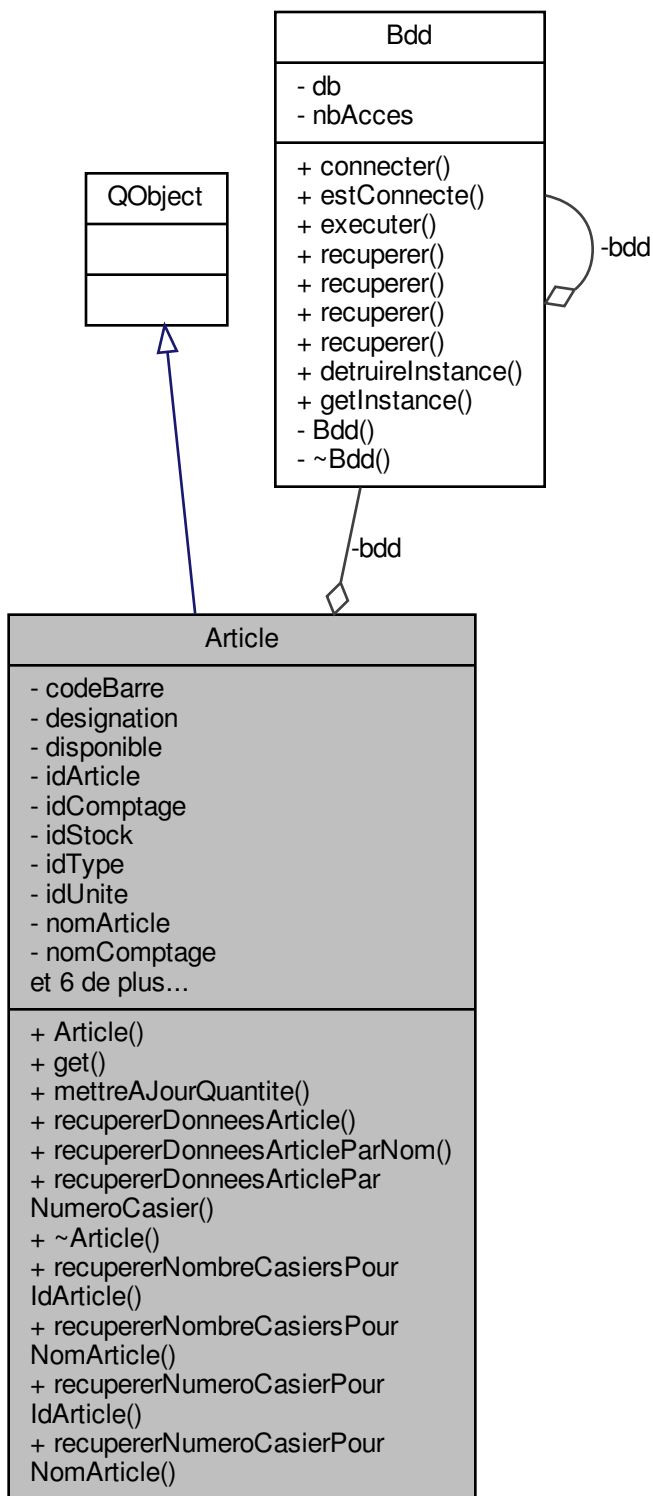 Bdd
- db
- nbAcces
+ connecter()
+ estConnecte()
+ executer()
+ recuperer()
+ recuperer()
+ recuperer()
+ recuperer()
+ detruireInstance()
+ getInstance()
- Bdd()
- ~Bdd()
-bdd
QObject
-bdd
Article
- codeBarre
- designation
- disponible
- idArticle
- idComptage
- idStock
- idType
- idUnite
- nomArticle
- nomComptage
et 6 de plus...
+ Article()
+ get()
+ mettreAJourQuantite()
+ recupererDonneesArticle()
+ recupererDonneesArticleParNom()
+ recupererDonneesArticlePar
NumeroCasier()
+ ~Article()
+ recupererNombreCasiersPour
IdArticle()
+ recupererNombreCasiersPour
NomArticle()
+ recupererNumeroCasierPour
IdArticle()
+ recupererNumeroCasierPour
NomArticle()